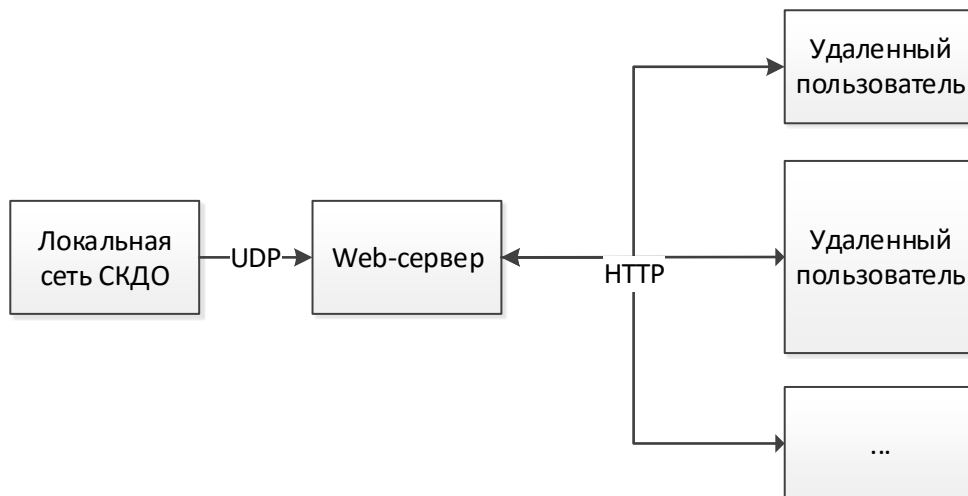 Удаленный
пользователь
Локальная
сеть СКДО
UDP
Web-сервер
HTTP
Удаленный
пользователь
...